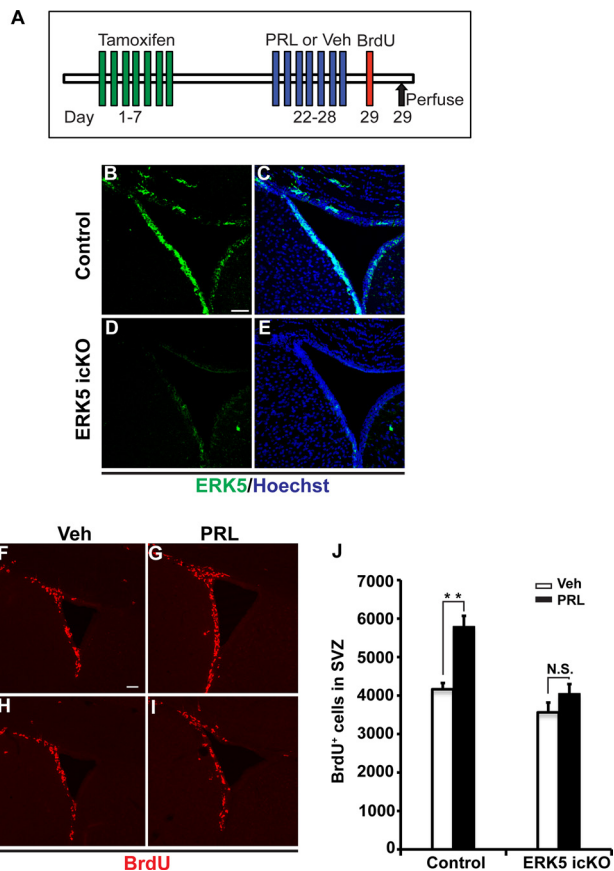 A
Tamoxifen PRL or Veh BrdU
Perfuse
Day 1-7 22-28 29 29
B C
Control
D E
ERK5 icKO
ERK5/Hoechst
Veh PRL
F G
H I
BrdU
J
7000
6000
5000
4000
3000
2000
1000
0
BrdU+ cells in SVZ
Veh
PRL
**
N.S.
Control ERK5 icKO